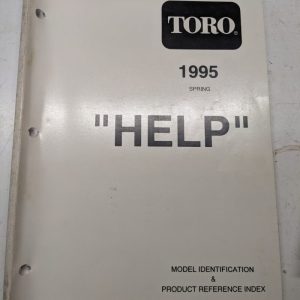 TORO
1995
SPRING
"HELP"
MODEL IDENTIFICATION
&
PRODUCT REFERENCE INDEX